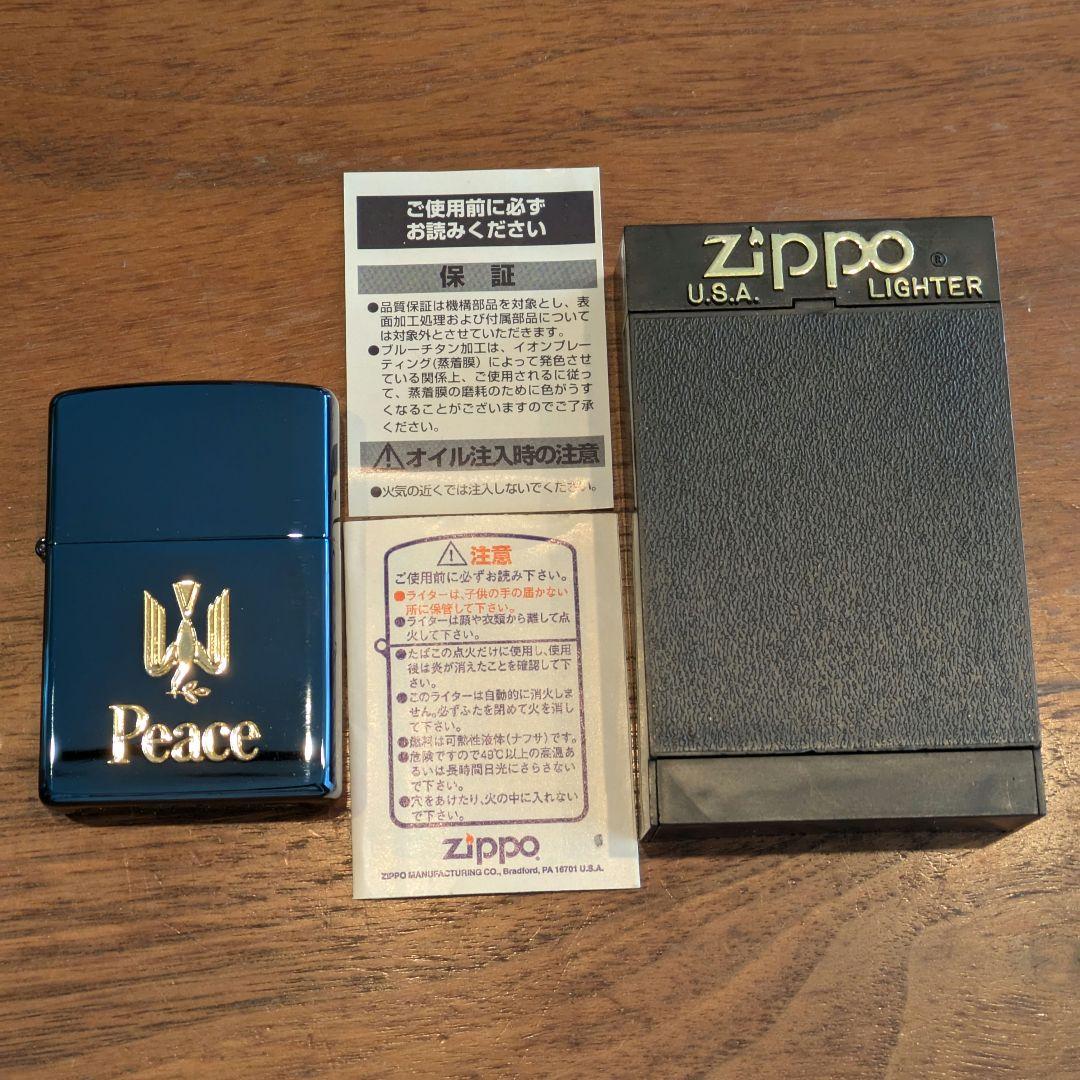 Peace
ご使用前に必ず
お読みください
保 証
●品質保証は機構部品を対象とし、表
面加工処理および付属部品について
は対象外とさせていただきます。
●ブルーチタン加工は、イオンプレー
ティング(蒸着膜)によって発色させ
ている関係上、ご使用されるに従っ
て、蒸着膜の磨耗のために色がうす
くなることがございますのでご了承
ください。
⚠オイル注入時の注意
●火気の近くでは注入しないでください。
⚠注意
ご使用前に必ずお読み下さい。
●ライターは、子供の手の届かない
所に保管して下さい。
●ライターは顔や衣類から離して点
火して下さい。
●たばこの点火だけに使用し、使用
後は炎が消えたことを確認して下
さい。
●このライターは自動的に消火しま
せん。必ずふたを閉めて火を消し
て下さい。
●燃料は可燃性液体(ナフサ)です。
●危険ですので49℃以上の高温あ
るいは長時間日光にさらさない
で下さい。
●穴をあけたり、火の中に入れない
で下さい。
zippo
ZIPPO MANUFACTURING CO., Bradford, PA 16701 U.S.A.
zippo®
U.S.A. LIGHTER